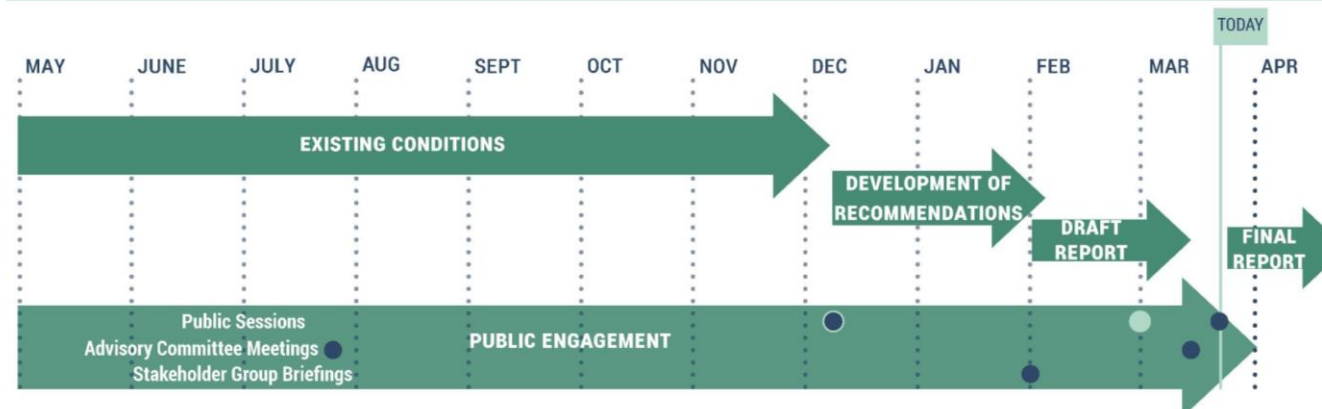 TODAY
MAY JUNE JULY AUG SEPT OCT NOV DEC JAN FEB MAR APR
EXISTING CONDITIONS
DEVELOPMENT OF
RECOMMENDATIONS
DRAFT
REPORT
FINAL
REPORT
Public Sessions
Advisory Committee Meetings
Stakeholder Group Briefings
PUBLIC ENGAGEMENT